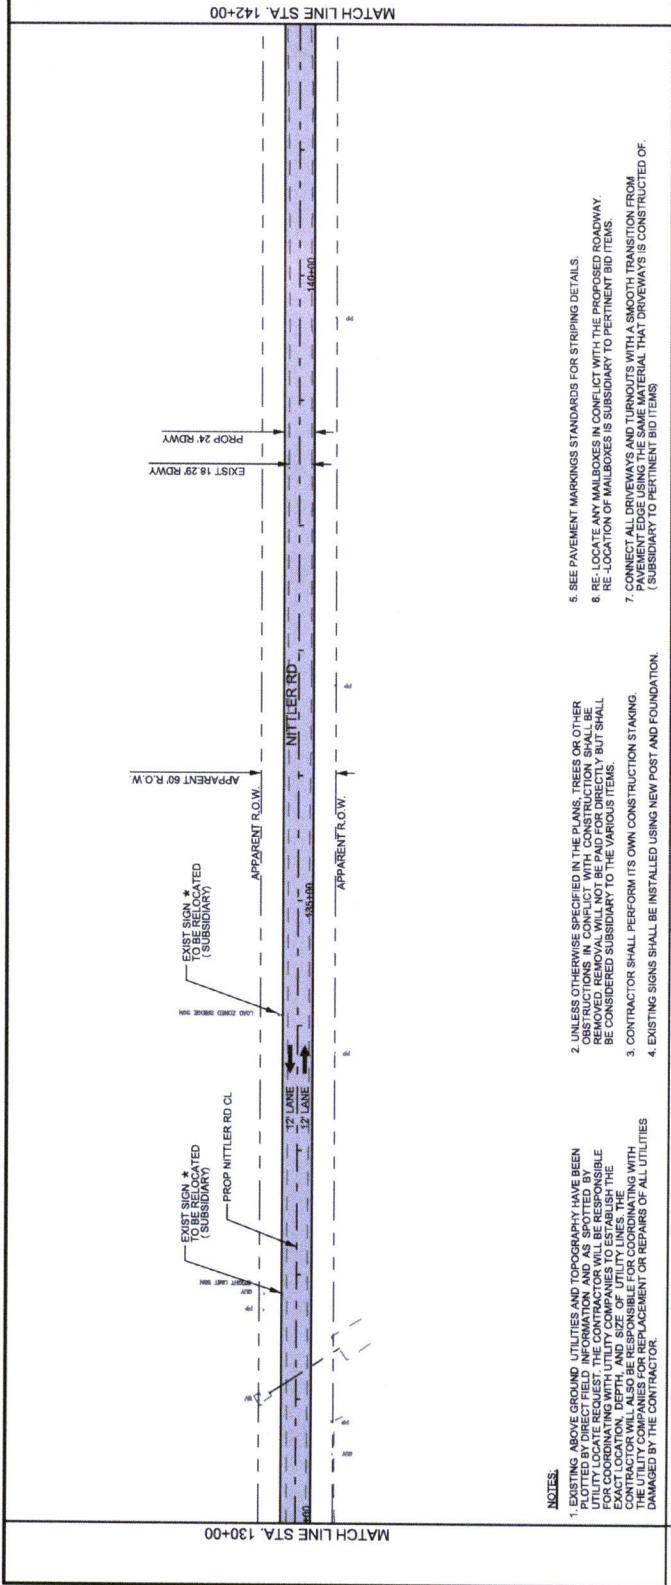 MATCH LINE STA. 130+00
MATCH LINE STA. 142+00
EXIST SIGN *
TO BE RELOCATED
( SUBSIDIARY)
PROP NITTLER RD CL
EXIST SIGN *
TO BE RELOCATED
( SUBSIDIARY)
WEIGHT LIMIT SIGN
GUY
PP
LOAD ZONED BRIDGE SIGN
12' LANE
12' LANE
APPARENT R.O.W.
APPARENT 60' R.O.W.
NITTLER RD
EXIST 18.29' RDWY
PROP 24' RDWY
+00
135+00
140+00
APPARENT R.O.W.
GUY
PP
PP
PP
PP
NOTES:
1. EXISTING ABOVE GROUND UTILITIES AND TOPOGRAPHY HAVE BEEN
PLOTTED BY DIRECT FIELD INFORMATION AND AS SPOTTED BY
UTILITY LOCATE REQUEST. THE CONTRACTOR WILL BE RESPONSIBLE
FOR COORDINATING WITH UTILITY COMPANIES TO ESTABLISH THE
EXACT LOCATION, DEPTH, AND SIZE OF UTILITY LINES. THE
CONTRACTOR WILL ALSO BE RESPONSIBLE FOR COORDINATING WITH
THE UTILITY COMPANIES FOR REPLACEMENT OR REPAIRS OF ALL UTILITIES
DAMAGED BY THE CONTRACTOR.
2. UNLESS OTHERWISE SPECIFIED IN THE PLANS, TREES OR OTHER
OBSTRUCTIONS IN CONFLICT WITH CONSTRUCTION SHALL BE
REMOVED. REMOVAL WILL NOT BE PAID FOR DIRECTLY BUT SHALL
BE CONSIDERED SUBSIDIARY TO THE VARIOUS ITEMS.
3. CONTRACTOR SHALL PERFORM ITS OWN CONSTRUCTION STAKING.
4. EXISTING SIGNS SHALL BE INSTALLED USING NEW POST AND FOUNDATION.
5. SEE PAVEMENT MARKINGS STANDARDS FOR STRIPING DETAILS.
6. RE- LOCATE ANY MAILBOXES IN CONFLICT WITH THE PROPOSED ROADWAY.
RE -LOCATION OF MAILBOXES IS SUBSIDIARY TO PERTINENT BID ITEMS.
7. CONNECT ALL DRIVEWAYS AND TURNOUTS WITH A SMOOTH TRANSITION FROM
PAVEMENT EDGE USING THE SAME MATERIAL THAT DRIVEWAYS IS CONSTRUCTED OF.
( SUBSIDIARY TO PERTINENT BID ITEMS)